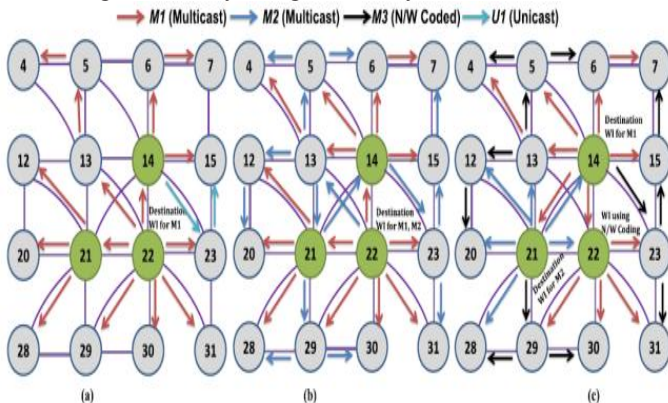 M1 (Multicast) M2 (Multicast) M3 (N/W Coded) U1 (Unicast)
4 5 6 7
12 13 14 15
Destination
WI for M1
20 21 22 23
28 29 30 31
(a)
4 5 6 7
12 13 14 15
Destination
WI for M1, M2
20 21 22 23
28 29 30 31
(b)
4 5 6 7
Destination
WI for M1
12 13 14 15
WI using
N/W Coding
20 21 22 23
Destination
WI for M2
28 29 30 31
(c)